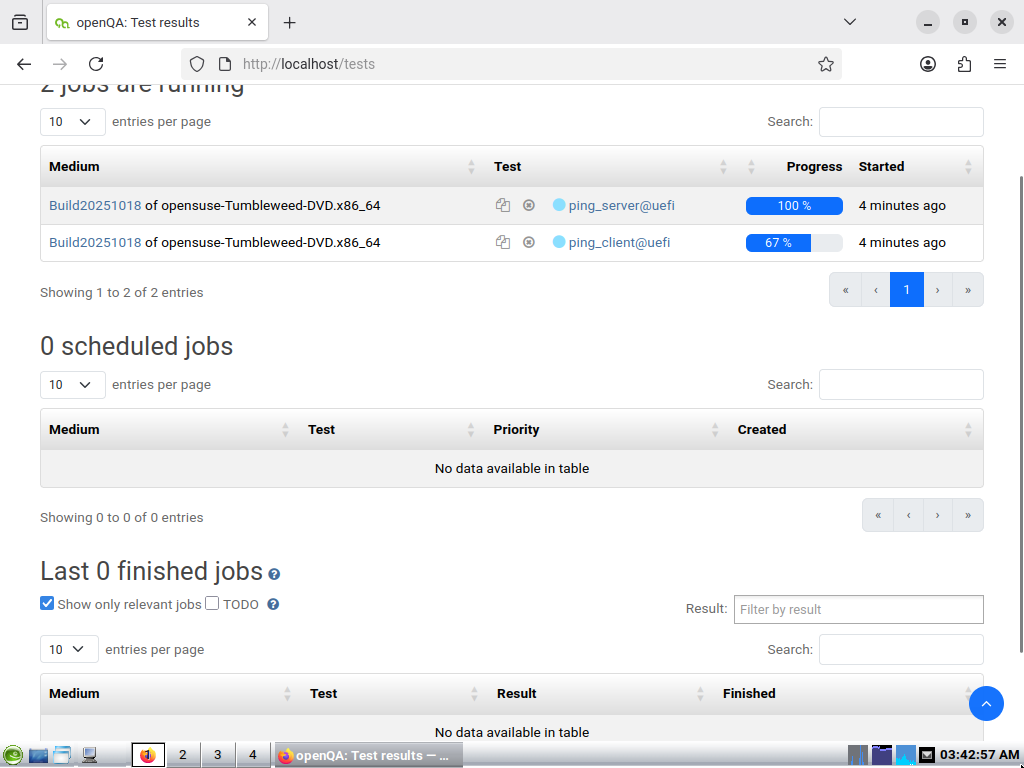 openQA: Test results
http://localhost/tests
2 jobs are running
10 entries per page Search:
Medium Test Progress Started
Build20251018 of opensuse-Tumbleweed-DVD.x86_64 ping_server@uefi 100 % 4 minutes ago
Build20251018 of opensuse-Tumbleweed-DVD.x86_64 ping_client@uefi 67 % 4 minutes ago
Showing 1 to 2 of 2 entries « ‹ 1 › »
0 scheduled jobs
10 entries per page Search:
Medium Test Priority Created
No data available in table
Showing 0 to 0 of 0 entries « ‹ › »
Last 0 finished jobs
Show only relevant jobs TODO Result: Filter by result
10 entries per page Search:
Medium Test Result Finished
No data available in table
1 2 3 4 openQA: Test results — ... 03:42:57 AM